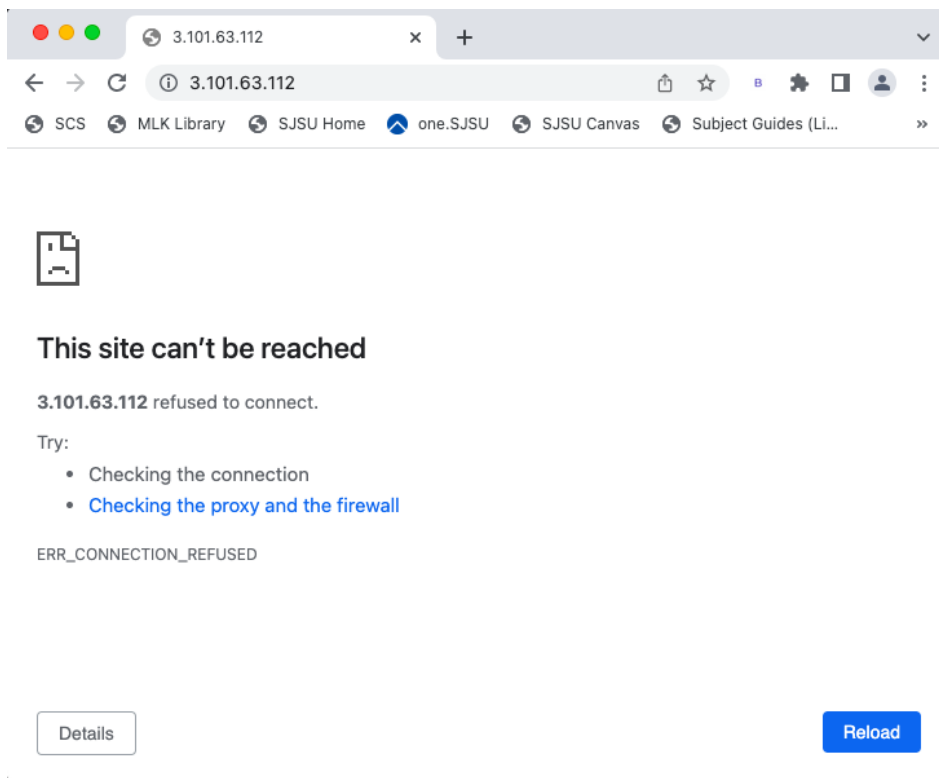 3.101.63.112
3.101.63.112
B
SCS MLK Library SJSU Home one.SJSU SJSU Canvas Subject Guides (Li... »
This site can't be reached
3.101.63.112 refused to connect.
Try:
• Checking the connection
• Checking the proxy and the firewall
ERR_CONNECTION_REFUSED
Details Reload